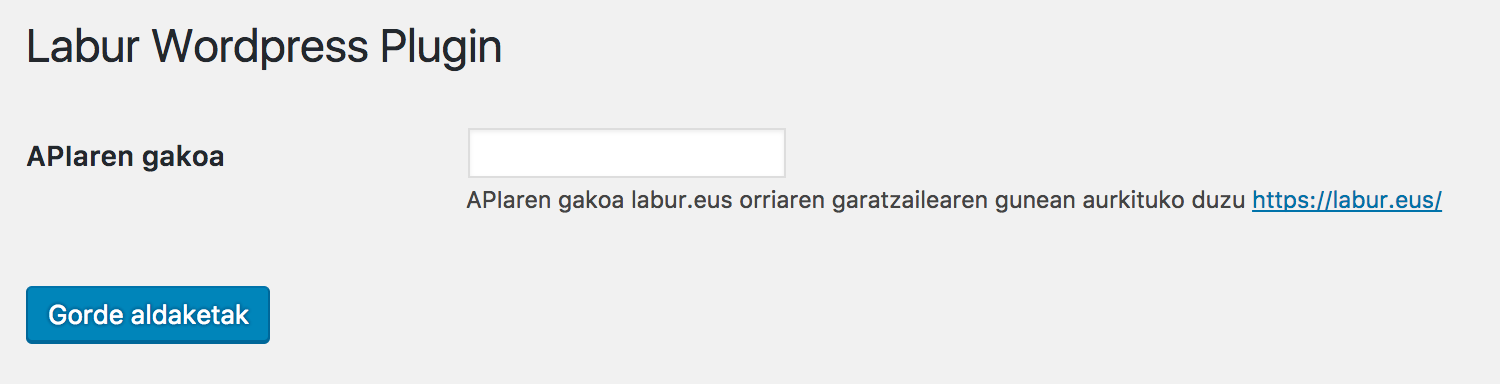 Labur Wordpress Plugin
APIaren gakoa
APIaren gakoa labur.eus orriaren garatzailearen gunean aurkituko duzu https://labur.eus/
Gorde aldaketak